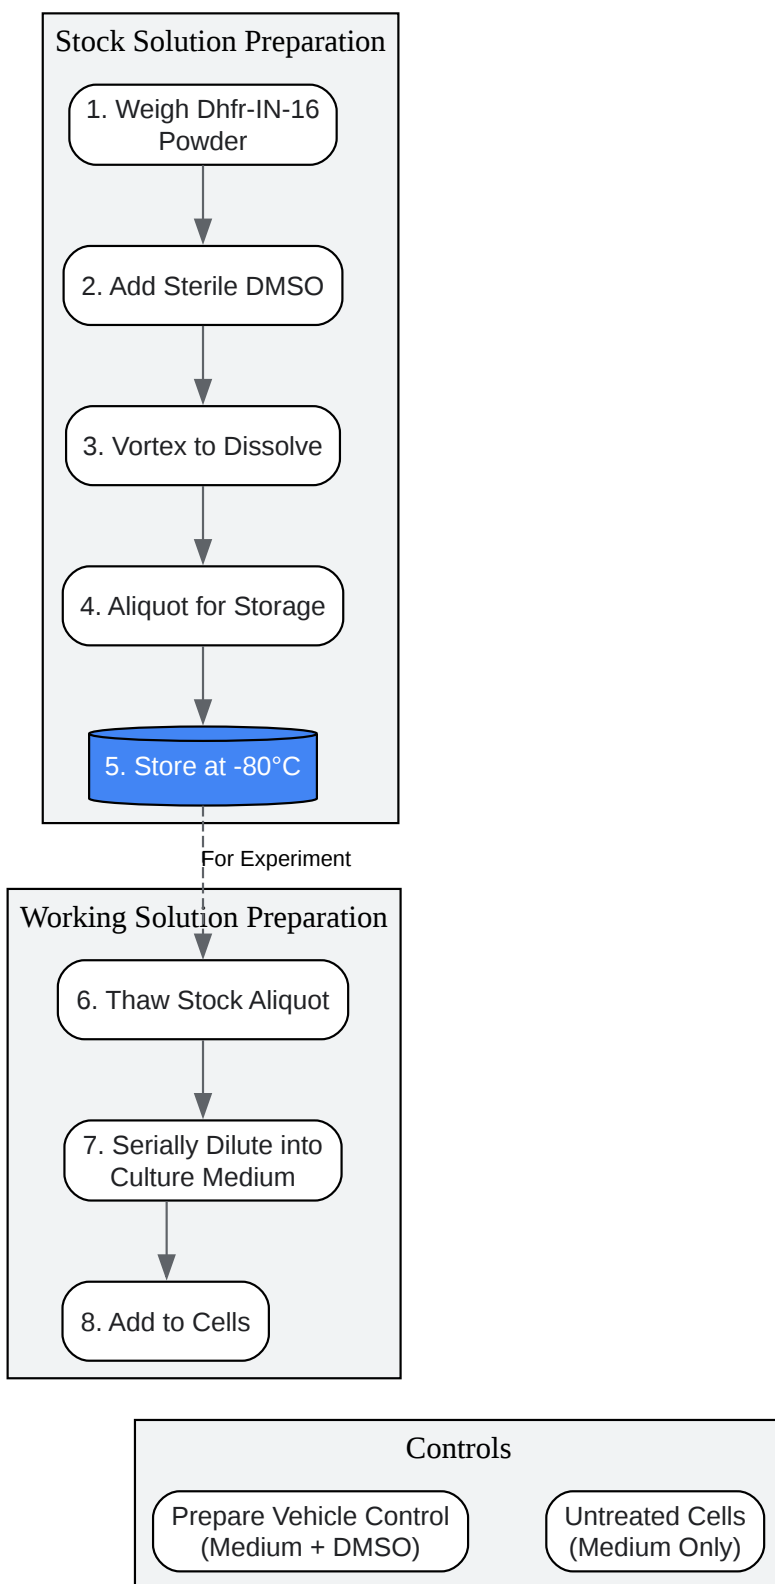 Stock Solution Preparation
1. Weigh Dhfr-IN-16
Powder
2. Add Sterile DMSO
3. Vortex to Dissolve
4. Aliquot for Storage
5. Store at -80°C
For Experiment
Working Solution Preparation
6. Thaw Stock Aliquot
7. Serially Dilute into
Culture Medium
8. Add to Cells
Controls
Prepare Vehicle Control
(Medium + DMSO)
Untreated Cells
(Medium Only)